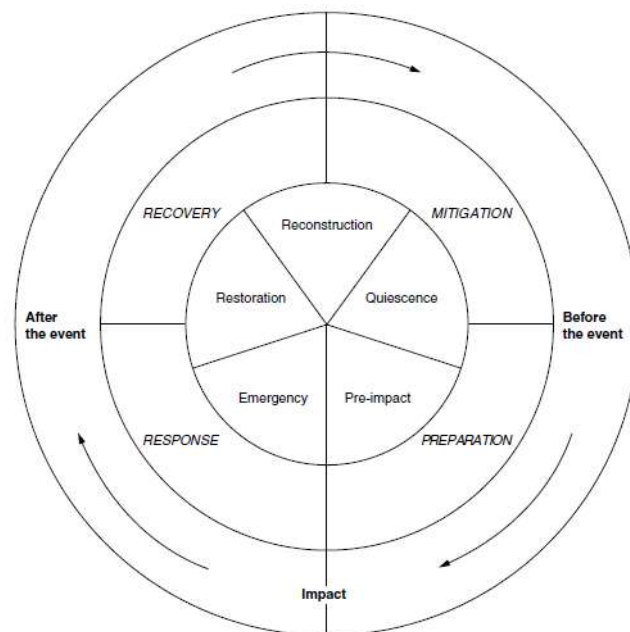 RECOVERY
MITIGATION
Reconstruction
Restoration
Quiescence
After
the event
Before
the event
Emergency
Pre-impact
RESPONSE
PREPARATION
Impact